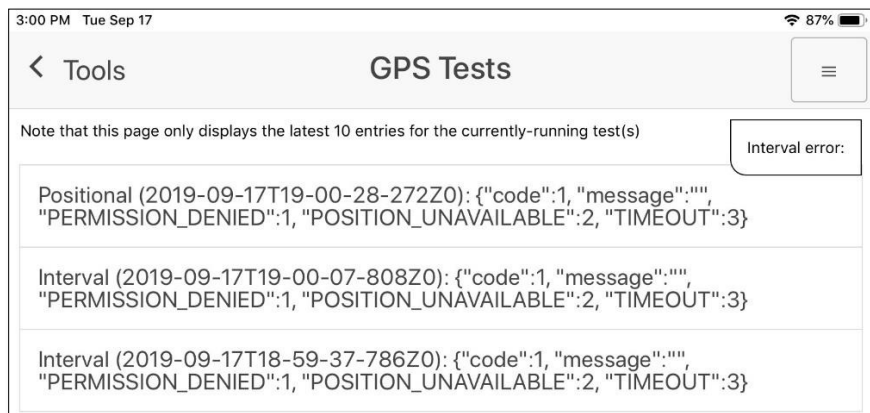 3:00 PM Tue Sep 17
87%
Tools
GPS Tests
Note that this page only displays the latest 10 entries for the currently-running test(s)
Interval error:
Positional (2019-09-17T19-00-28-272Z0): {"code":1, "message":"",
"PERMISSION_DENIED":1, "POSITION_UNAVAILABLE":2, "TIMEOUT":3}
Interval (2019-09-17T19-00-07-808Z0): {"code":1, "message":"",
"PERMISSION_DENIED":1, "POSITION_UNAVAILABLE":2, "TIMEOUT":3}
Interval (2019-09-17T18-59-37-786Z0): {"code":1, "message":"",
"PERMISSION_DENIED":1, "POSITION_UNAVAILABLE":2, "TIMEOUT":3}